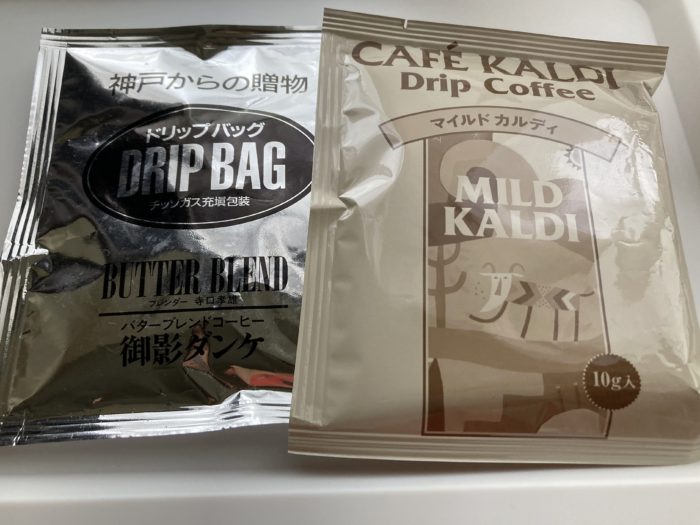 神戸からの贈物
ドリップバッグ
DRIP BAG
チッソガス充塡包装
BUTTER BLEND
ブレンダー 寺口孝雄
バターブレンドコーヒー
御影ダンケ
CAFÉ KALDI
Drip Coffee
マイルド カルディ
MILD
KALDI
10g入